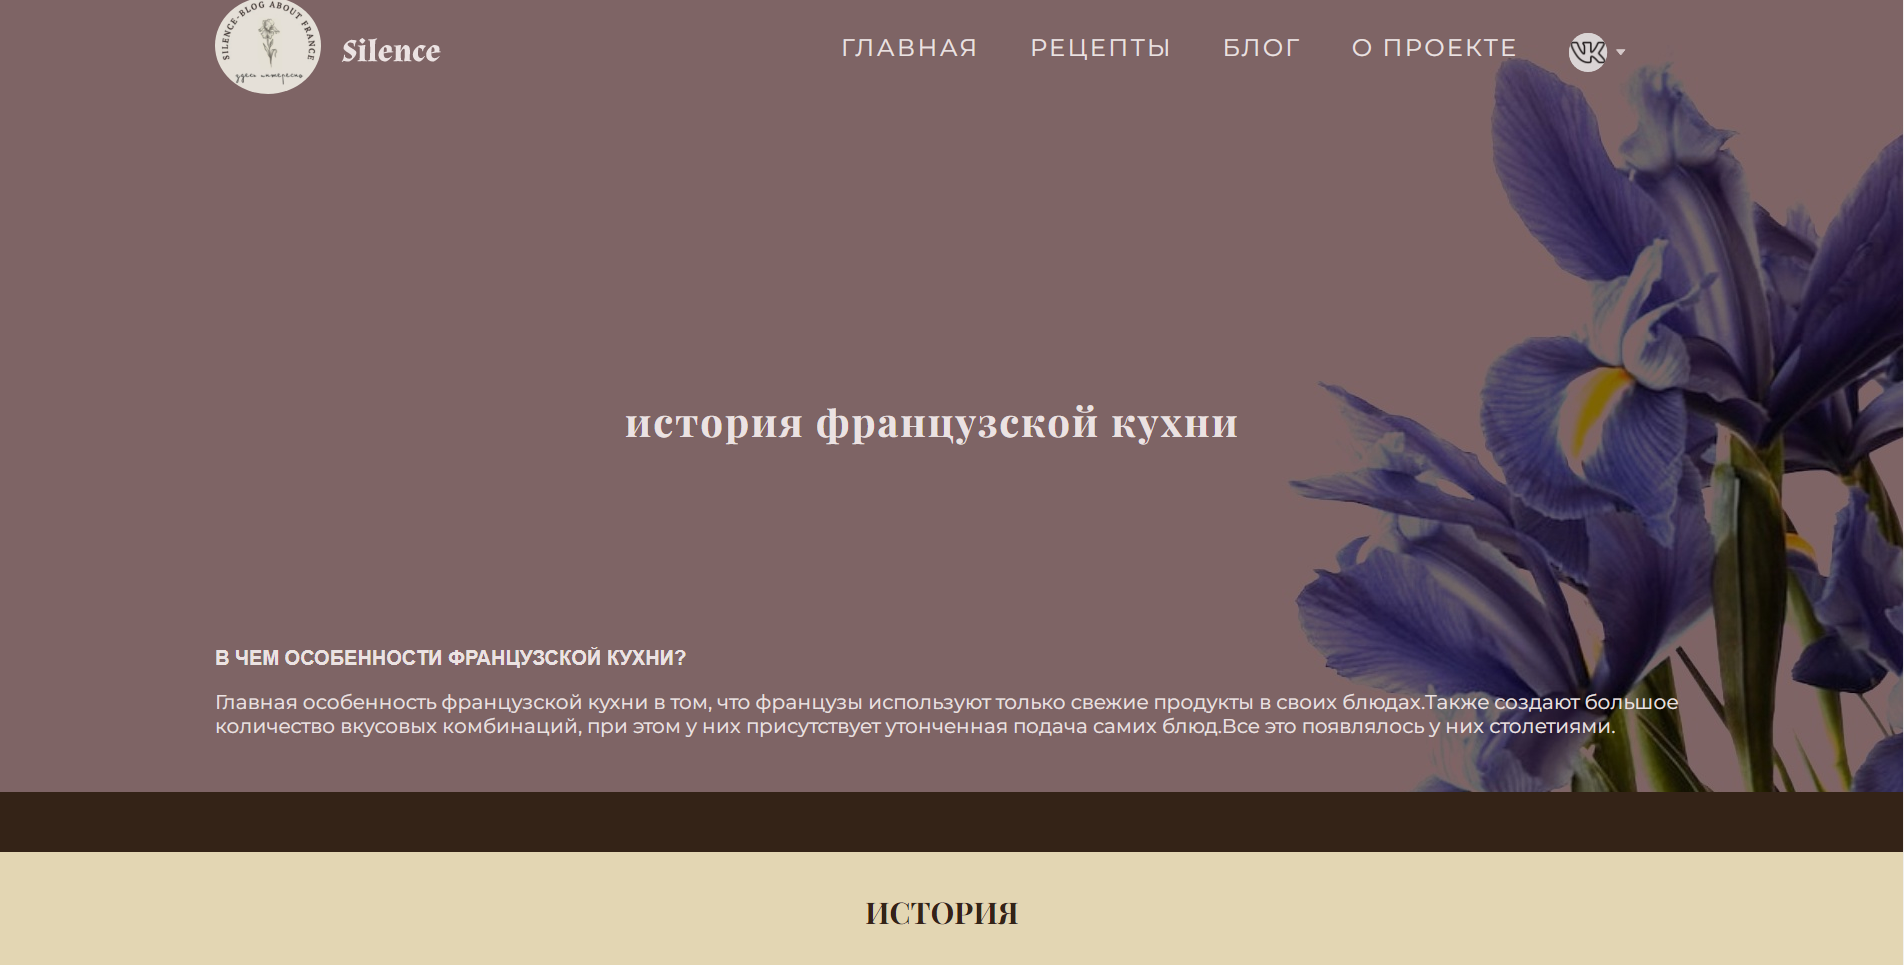 SILENCE-BLOG ABOUT FRANCE
здесь интересно
Silence
ГЛАВНАЯ
РЕЦЕПТЫ
БЛОГ
О ПРОЕКТЕ
VK
история французской кухни
В ЧЕМ ОСОБЕННОСТИ ФРАНЦУЗСКОЙ КУХНИ?
Главная особенность французской кухни в том, что французы используют только свежие продукты в своих блюдах.Также создают большое
количество вкусовых комбинаций, при этом у них присутствует утонченная подача самих блюд.Все это появлялось у них столетиями.
ИСТОРИЯ